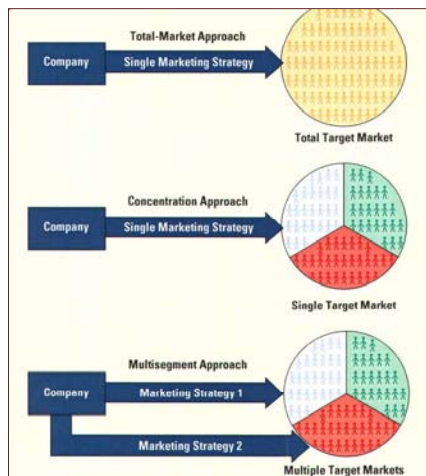 Total-Market Approach
Company
Single Marketing Strategy
Total Target Market
Concentration Approach
Company
Single Marketing Strategy
Single Target Market
Multisegment Approach
Company
Marketing Strategy 1
Marketing Strategy 2
Multiple Target Markets